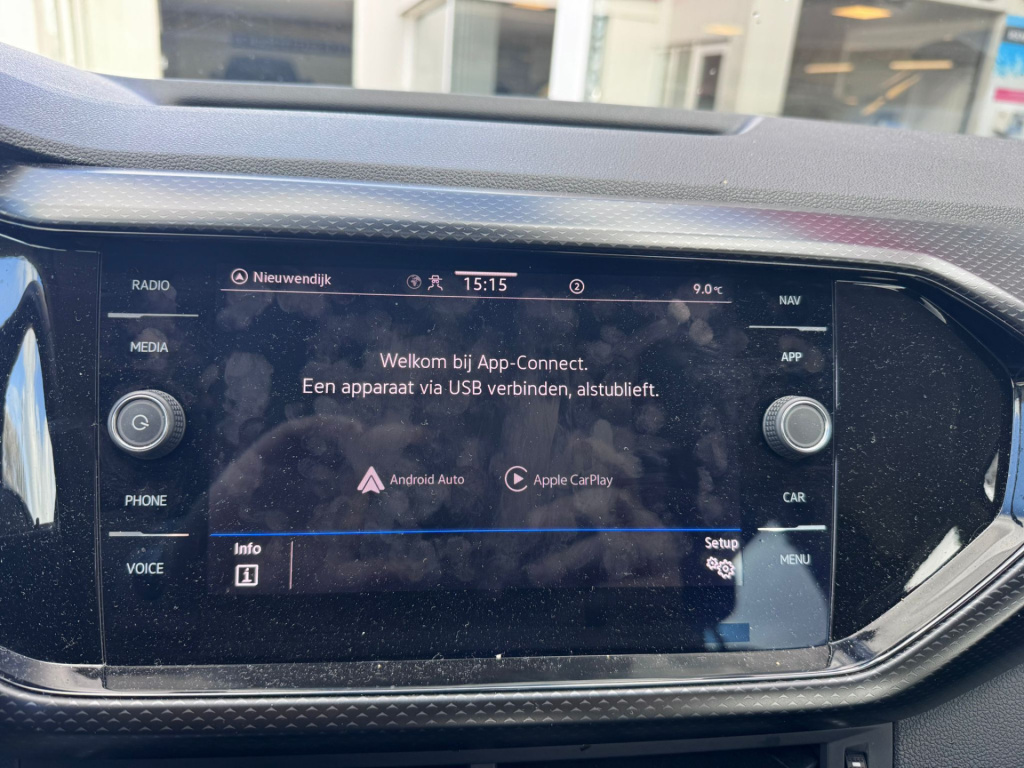 RADIO
MEDIA
PHONE
VOICE
Nieuwendijk
15:15
2
9.0°C
Welkom bij App-Connect.
Een apparaat via USB verbinden, alstublieft.
Android Auto
Apple CarPlay
Info
i
Setup
NAV
APP
CAR
MENU